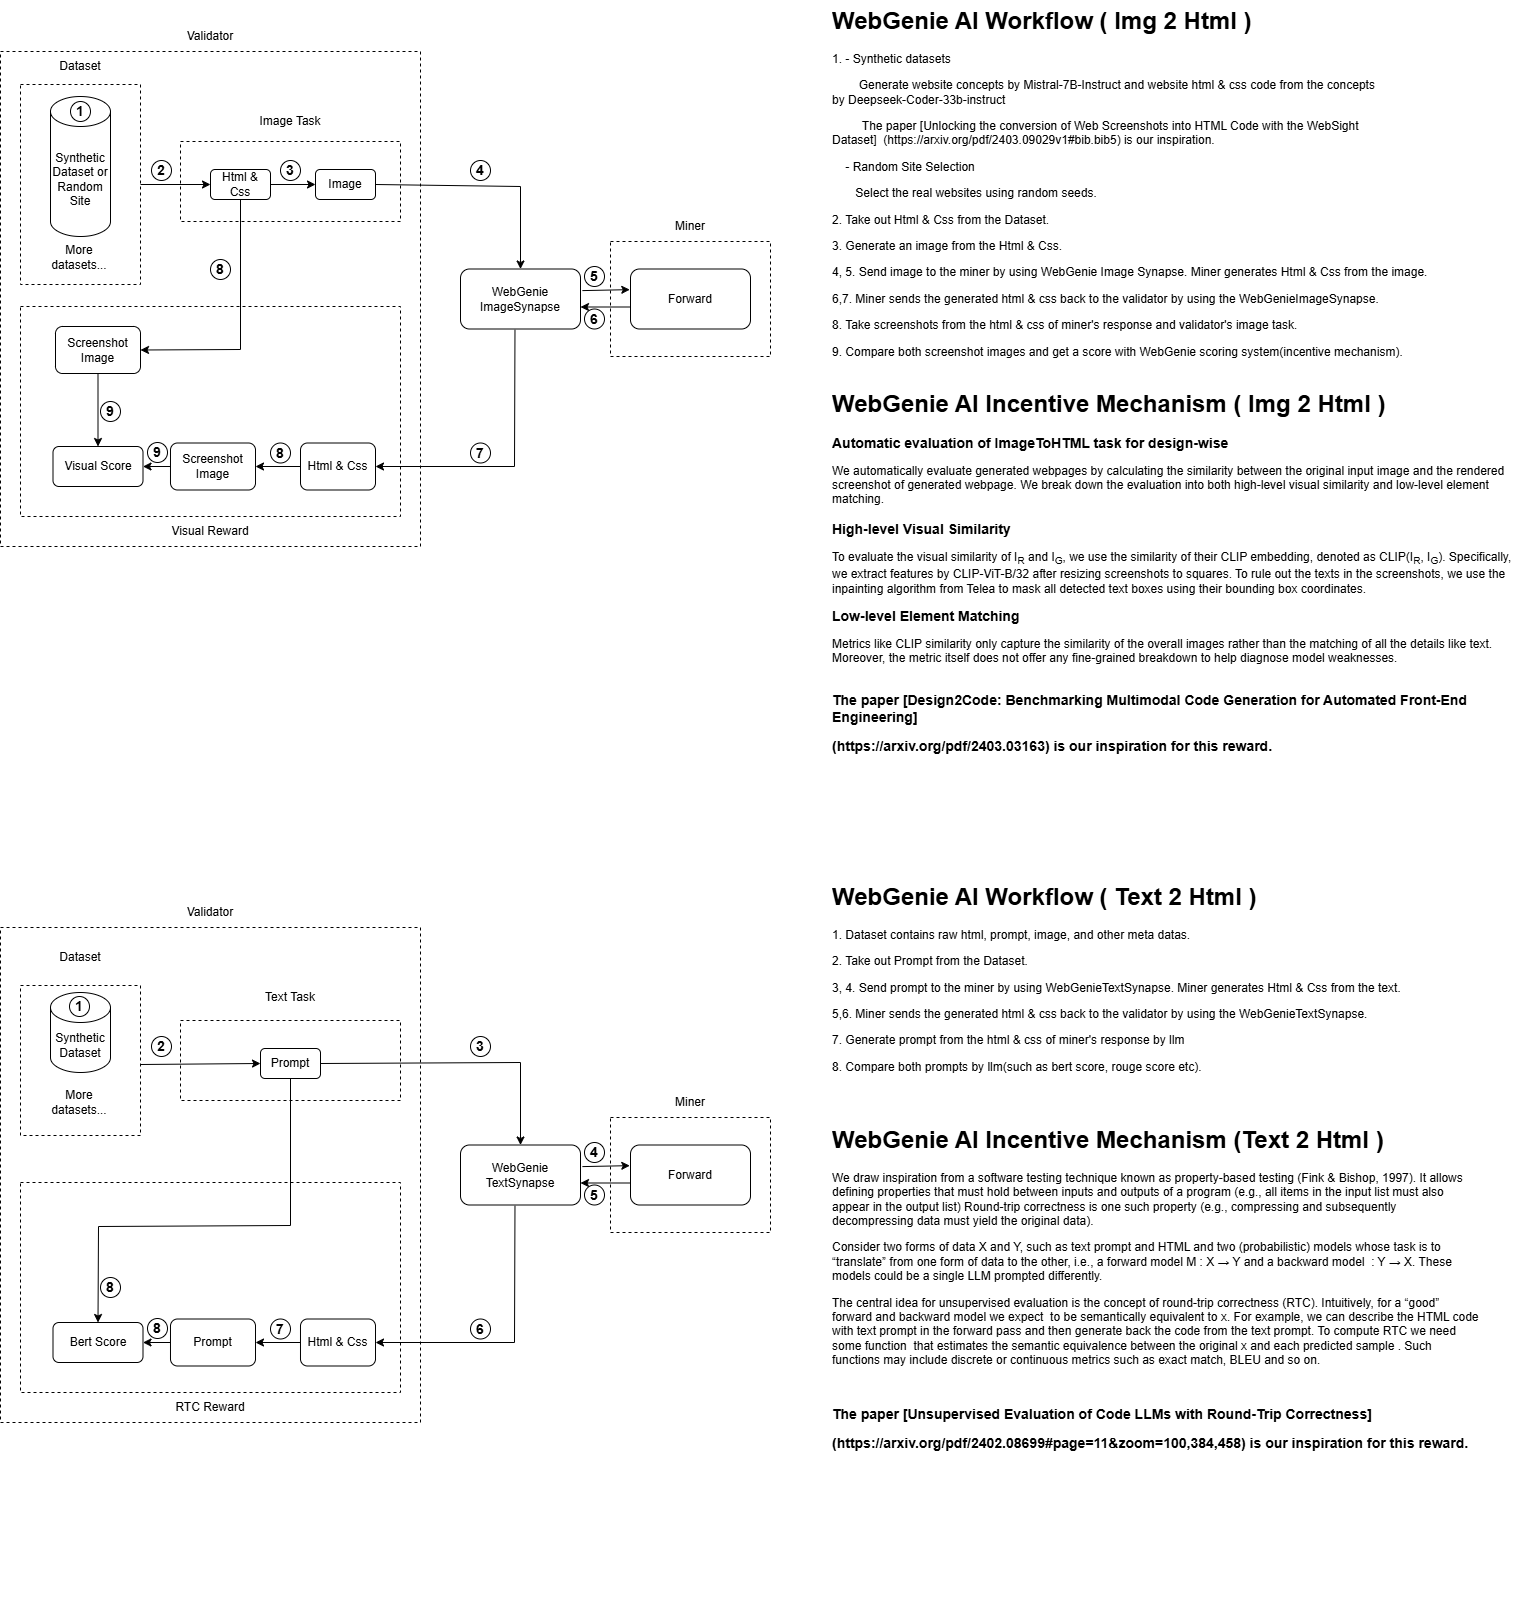 Validator
Dataset
1
Synthetic
Dataset or
Random
Site
More
datasets...
2
Image Task
Html &
Css
3
Image
4
8
Miner
WebGenie
ImageSynapse
5
6
Forward
Screenshot
Image
9
Visual Score
9
Screenshot
Image
8
Html & Css
7
Visual Reward
WebGenie AI Workflow ( Img 2 Html )
1. - Synthetic datasets
Generate website concepts by Mistral-7B-Instruct and website html & css code from the concepts
by Deepseek-Coder-33b-instruct
The paper [Unlocking the conversion of Web Screenshots into HTML Code with the WebSight
Dataset] (https://arxiv.org/pdf/2403.09029v1#bib.bib5) is our inspiration.
- Random Site Selection
Select the real websites using random seeds.
2. Take out Html & Css from the Dataset.
3. Generate an image from the Html & Css.
4, 5. Send image to the miner by using WebGenie Image Synapse. Miner generates Html & Css from the image.
6,7. Miner sends the generated html & css back to the validator by using the WebGenieImageSynapse.
8. Take screenshots from the html & css of miner's response and validator's image task.
9. Compare both screenshot images and get a score with WebGenie scoring system(incentive mechanism).
WebGenie AI Incentive Mechanism ( Img 2 Html )
Automatic evaluation of ImageToHTML task for design-wise
We automatically evaluate generated webpages by calculating the similarity between the original input image and the rendered
screenshot of generated webpage. We break down the evaluation into both high-level visual similarity and low-level element
matching.
High-level Visual Similarity
To evaluate the visual similarity of IR and IG, we use the similarity of their CLIP embedding, denoted as CLIP(IR, IG). Specifically,
we extract features by CLIP-ViT-B/32 after resizing screenshots to squares. To rule out the texts in the screenshots, we use the
inpainting algorithm from Telea to mask all detected text boxes using their bounding box coordinates.
Low-level Element Matching
Metrics like CLIP similarity only capture the similarity of the overall images rather than the matching of all the details like text.
Moreover, the metric itself does not offer any fine-grained breakdown to help diagnose model weaknesses.
The paper [Design2Code: Benchmarking Multimodal Code Generation for Automated Front-End
Engineering]
(https://arxiv.org/pdf/2403.03163) is our inspiration for this reward.
Validator
Dataset
1
Synthetic
Dataset
More
datasets...
2
Text Task
Prompt
3
Miner
WebGenie
TextSynapse
4
5
Forward
8
Bert Score
8
Prompt
7
Html & Css
6
RTC Reward
WebGenie AI Workflow ( Text 2 Html )
1. Dataset contains raw html, prompt, image, and other meta datas.
2. Take out Prompt from the Dataset.
3, 4. Send prompt to the miner by using WebGenieTextSynapse. Miner generates Html & Css from the text.
5,6. Miner sends the generated html & css back to the validator by using the WebGenieTextSynapse.
7. Generate prompt from the html & css of miner's response by llm
8. Compare both prompts by llm(such as bert score, rouge score etc).
WebGenie AI Incentive Mechanism (Text 2 Html )
We draw inspiration from a software testing technique known as property-based testing (Fink & Bishop, 1997). It allows
defining properties that must hold between inputs and outputs of a program (e.g., all items in the input list must also
appear in the output list) Round-trip correctness is one such property (e.g., compressing and subsequently
decompressing data must yield the original data).
Consider two forms of data X and Y, such as text prompt and HTML and two (probabilistic) models whose task is to
“translate” from one form of data to the other, i.e., a forward model M : X → Y and a backward model : Y → X. These
models could be a single LLM prompted differently.
The central idea for unsupervised evaluation is the concept of round-trip correctness (RTC). Intuitively, for a “good”
forward and backward model we expect to be semantically equivalent to x. For example, we can describe the HTML code
with text prompt in the forward pass and then generate back the code from the text prompt. To compute RTC we need
some function that estimates the semantic equivalence between the original x and each predicted sample . Such
functions may include discrete or continuous metrics such as exact match, BLEU and so on.
The paper [Unsupervised Evaluation of Code LLMs with Round-Trip Correctness]
(https://arxiv.org/pdf/2402.08699#page=11&zoom=100,384,458) is our inspiration for this reward.